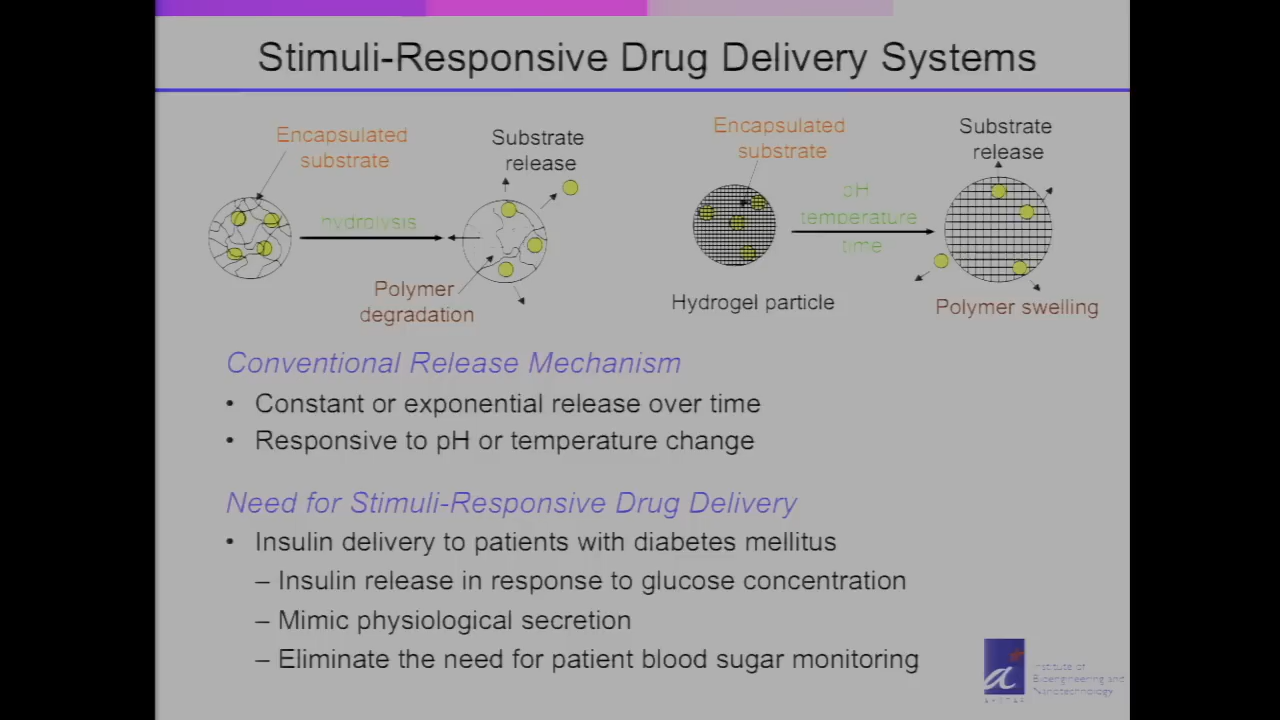 Stimuli-Responsive Drug Delivery Systems
Encapsulated
substrate
Substrate
release
hydrolysis
Polymer
degradation
Encapsulated
substrate
Substrate
release
pH
temperature
time
Hydrogel particle
Polymer swelling
Conventional Release Mechanism
• Constant or exponential release over time
• Responsive to pH or temperature change
Need for Stimuli-Responsive Drug Delivery
• Insulin delivery to patients with diabetes mellitus
– Insulin release in response to glucose concentration
– Mimic physiological secretion
– Eliminate the need for patient blood sugar monitoring
Institute of
Bioengineering and
Nanotechnology